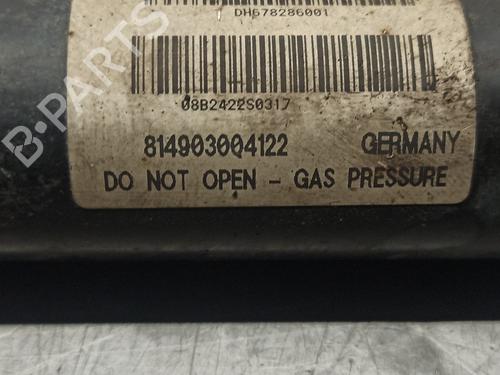 DH678286001
08B2422S0317
814903004122 GERMANY
DO NOT OPEN - GAS PRESSURE
B-PARTS